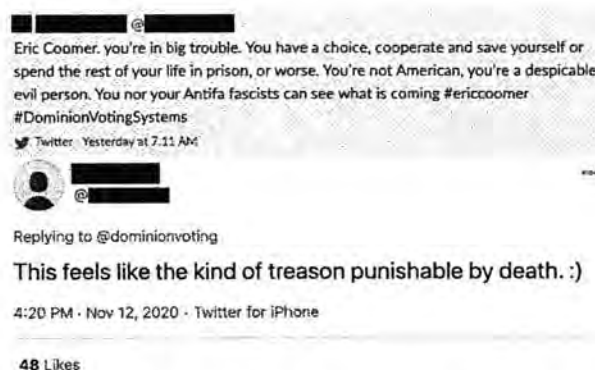 @
Eric Coomer. you're in big trouble. You have a choice, cooperate and save yourself or
spend the rest of your life in prison, or worse. You're not American, you're a despicable
evil person. You nor your Antifa fascists can see what is coming #ericcoomer
#DominionVotingSystems
Twitter Yesterday at 7:11 AM
@
Replying to @dominionvoting
This feels like the kind of treason punishable by death. :)
4:20 PM · Nov 12, 2020 · Twitter for iPhone
48 Likes